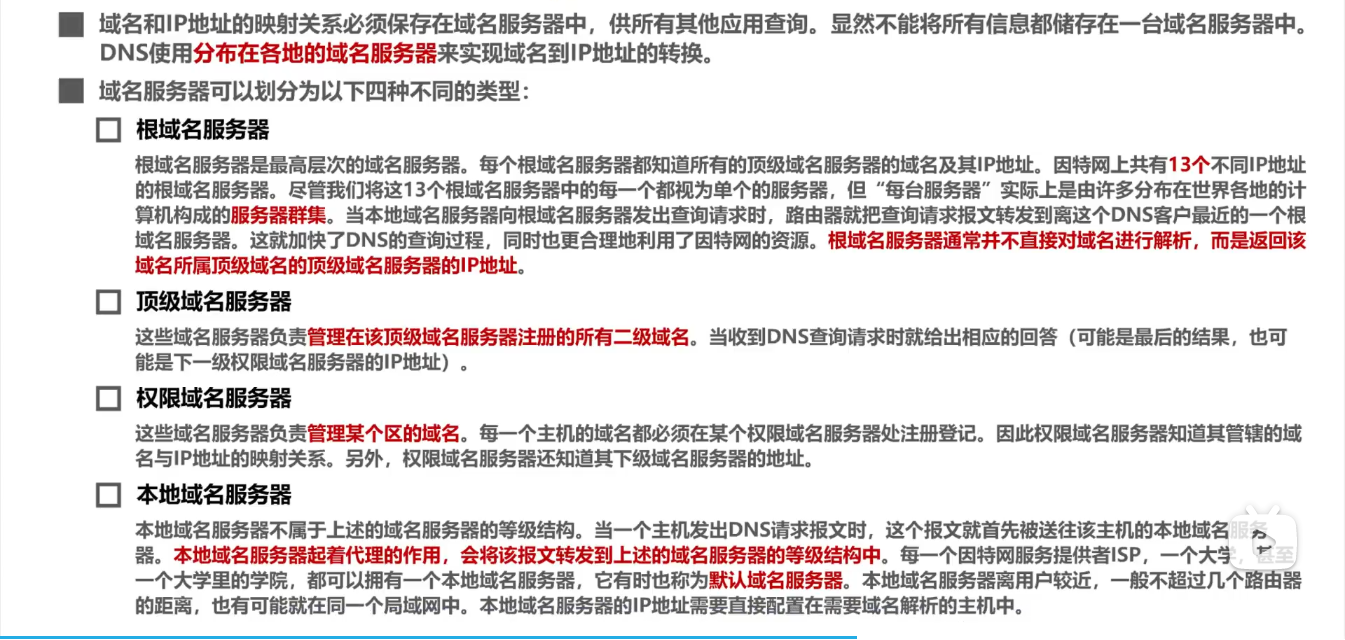 域名和IP地址的映射关系必须保存在域名服务器中，供所有其他应用查询。显然不能将所有信息都储存在一台域名服务器中。
DNS使用分布在各地的域名服务器来实现域名到IP地址的转换。
域名服务器可以划分为以下四种不同的类型：
根域名服务器
根域名服务器是最高层次的域名服务器。每个根域名服务器都知道所有的顶级域名服务器的域名及其IP地址。因特网上共有13个不同IP地址
的根域名服务器。尽管我们将这13个根域名服务器中的每一个都视为单个的服务器，但“每台服务器”实际上是由许多分布在世界各地的计
算机构成的服务器群集。当本地域名服务器向根域名服务器发出查询请求时，路由器就把查询请求报文转发到离这个DNS客户最近的一个根
域名服务器。这就加快了DNS的查询过程，同时也更合理地利用了因特网的资源。根域名服务器通常并不直接对域名进行解析，而是返回该
域名所属顶级域名的顶级域名服务器的IP地址。
顶级域名服务器
这些域名服务器负责管理在该顶级域名服务器注册的所有二级域名。当收到DNS查询请求时就给出相应的回答（可能是最后的结果，也可
能是下一级权限域名服务器的IP地址）。
权限域名服务器
这些域名服务器负责管理某个区的域名。每一个主机的域名都必须在某个权限域名服务器处注册登记。因此权限域名服务器知道其管辖的域
名与IP地址的映射关系。另外，权限域名服务器还知道其下级域名服务器的地址。
本地域名服务器
本地域名服务器不属于上述的域名服务器的等级结构。当一个主机发出DNS请求报文时，这个报文就首先被送往该主机的本地域名服务
器。本地域名服务器起着代理的作用，会将该报文转发到上述的域名服务器的等级结构中。每一个因特网服务提供者ISP，一个大学，甚至
一个大学里的学院，都可以拥有一个本地域名服务器，它有时也称为默认域名服务器。本地域名服务器离用户较近，一般不超过几个路由器
的距离，也有可能就在同一个局域网中。本地域名服务器的IP地址需要直接配置在需要域名解析的主机中。